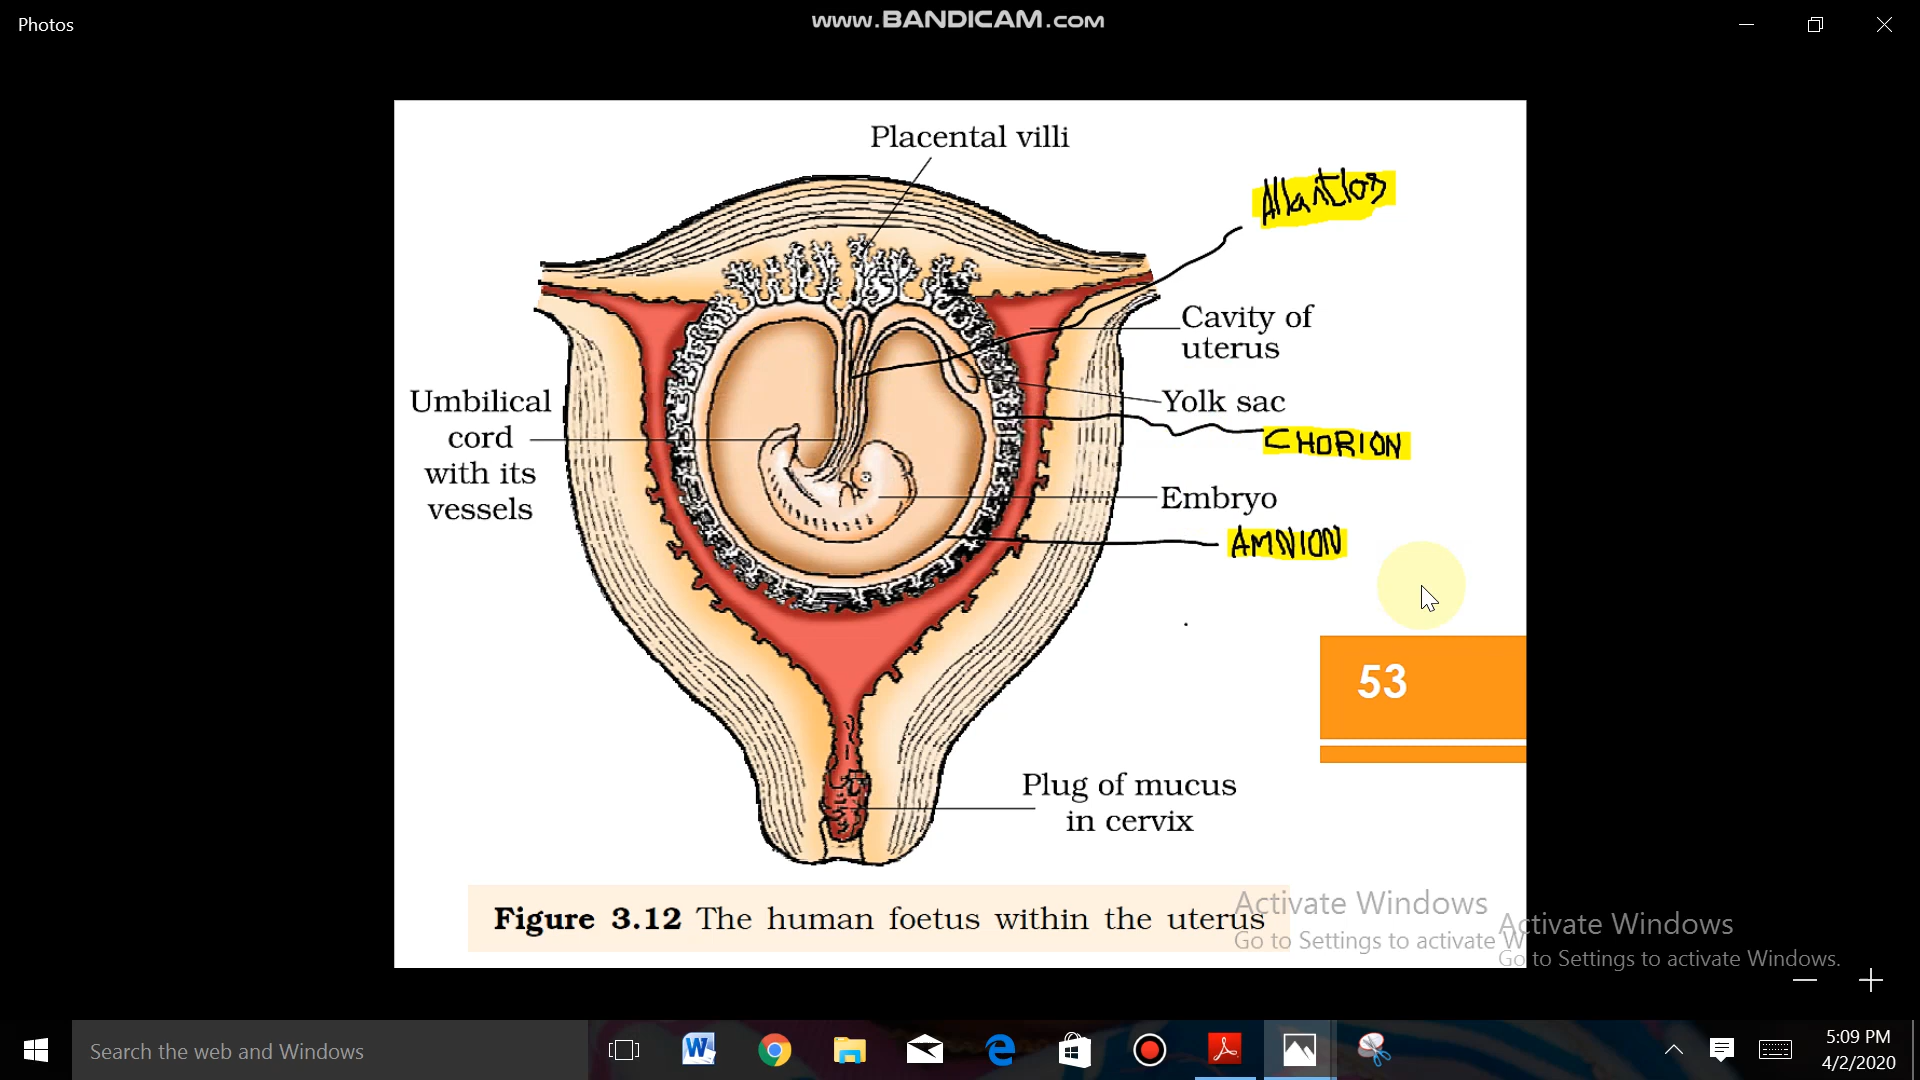 Photos
www.BANDICAM.COM
Placental villi
Allantios
Cavity of
uterus
Umbilical
cord
with its
vessels
Yolk sac
CHORION
Embryo
AMNION
53
Plug of mucus
in cervix
Figure 3.12 The human foetus within the uterus
Activate Windows
Go to Settings to activate W
Activate Windows
Go to Settings to activate Windows.
Search the web and Windows
5:09 PM
4/2/2020